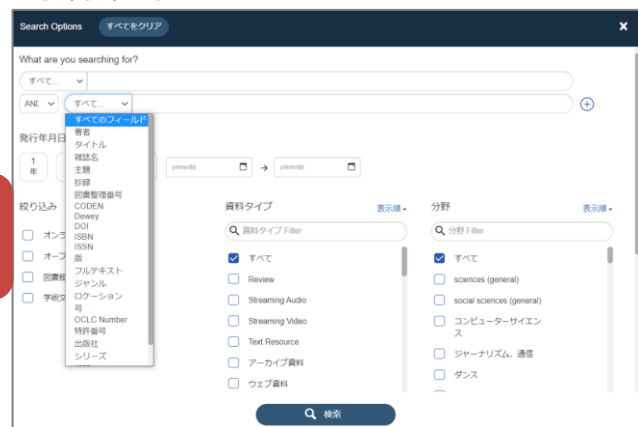 Search Options すべてをクリア ×
What are you searching for?
すべて...
AND すべて...
すべてのフィールド
著者
タイトル
雑誌名
主題
抄録
図書整理番号
CODEN
Dewey
DOI
ISBN
ISSN
版
フルテキスト
ジャンル
ロケーション
号
OCLC Number
特許番号
出版社
シリーズ
発行年月日
1
年
y/mm/dd → y/mm/dd
絞り込み
オンラ
オープ
図書館
学術文
資料タイプ 表示順
資料タイプ Filter
すべて
Review
Streaming Audio
Streaming Video
Text Resource
アーカイブ資料
ウェブ資料
分野 表示順
分野 Filter
すべて
sciences (general)
social sciences (general)
コンピューターサイエン
ス
ジャーナリズム、通信
ダンス
検索